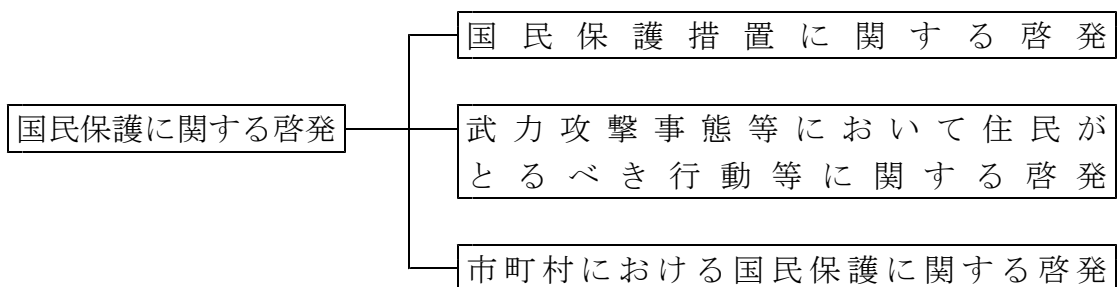 国民保護措置に関する啓発
国民保護に関する啓発
武力攻撃事態等において住民が
とるべき行動等に関する啓発
市町村における国民保護に関する啓発